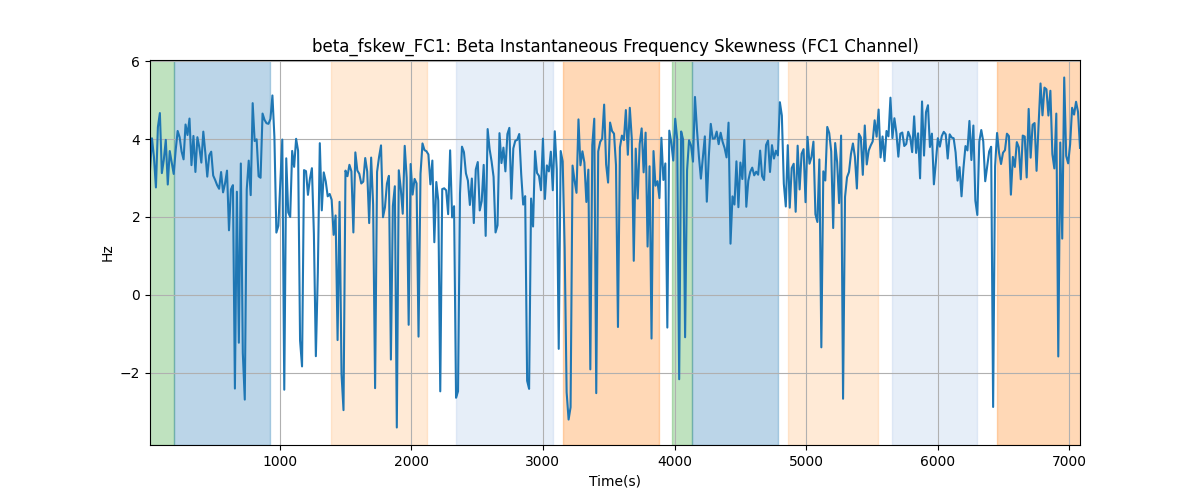 beta_fskew_FC1: Beta Instantaneous Frequency Skewness (FC1 Channel)
6
4
2
0
−2
Hz
1000 2000 3000 4000 5000 6000 7000
Time(s)